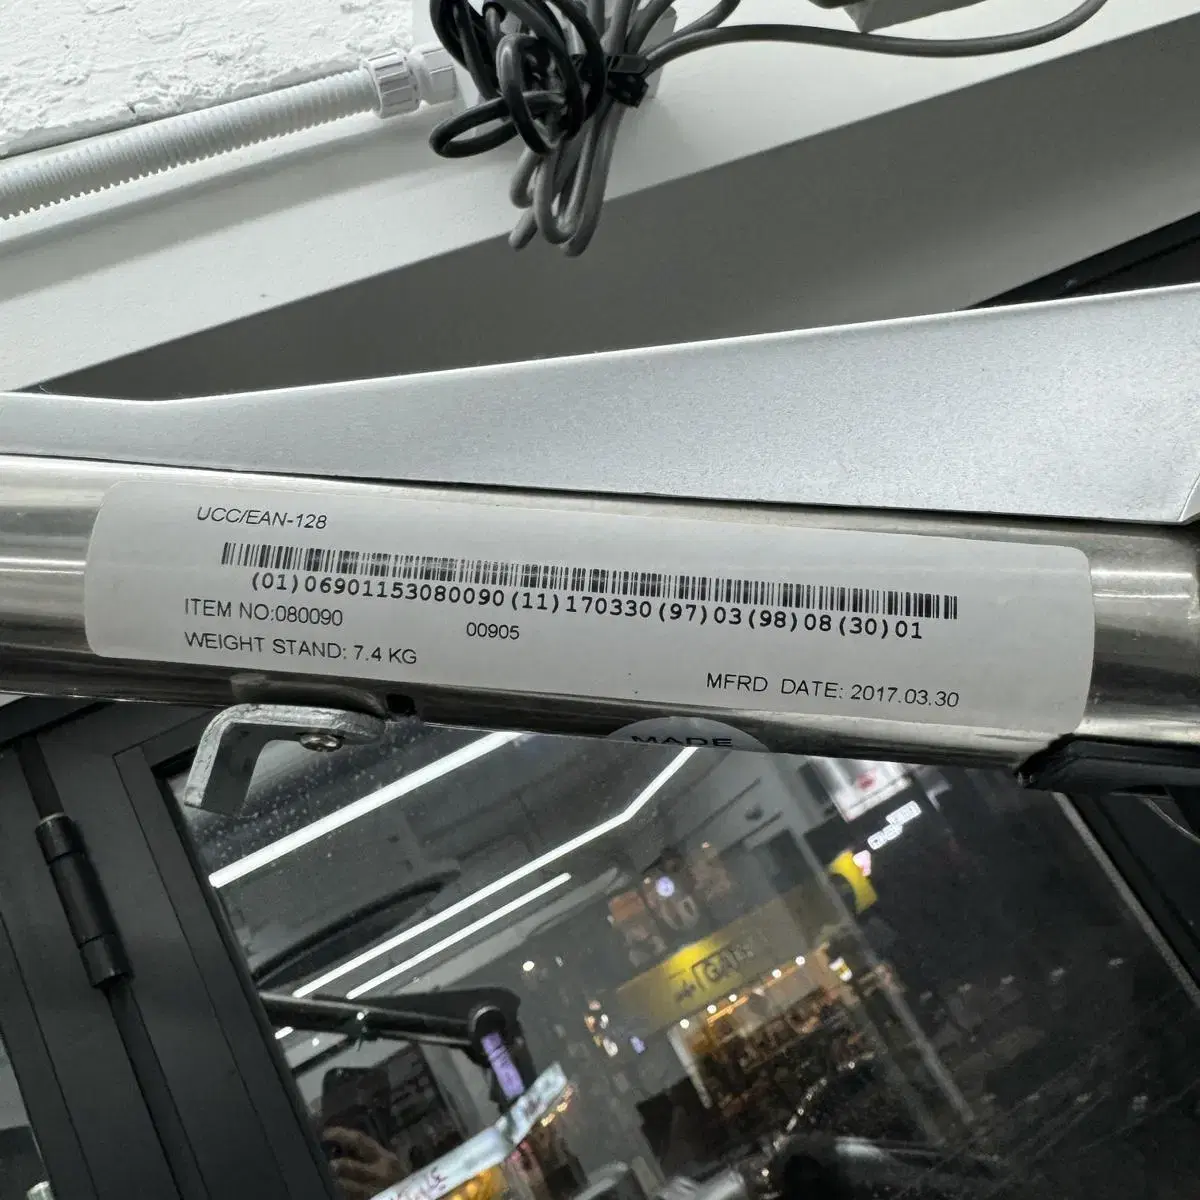 UCC/EAN-128
(01)06901153080090(11)170330(97)03(98)08(30)01
ITEM NO:080090
00905
WEIGHT STAND: 7.4 KG
MFRD DATE: 2017.03.30
MADE